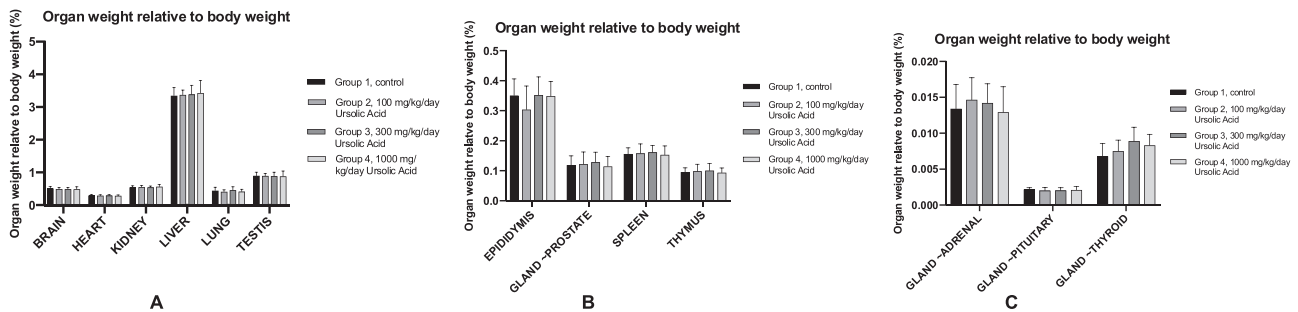 Organ weight relative to body weight
Organ weight relatve to body weight (%)
5
4
3
2
1
0
BRAIN
HEART
KIDNEY
LIVER
LUNG
TESTIS
Group 1, control
Group 2, 100 mg/kg/day
Ursolic Acid
Group 3, 300 mg/kg/day
Ursolic Acid
Group 4, 1000 mg/
kg/day Ursolic Acid
A
Organ weight relative to body weight
Organ weight relatve to body weight (%)
0.5
0.4
0.3
0.2
0.1
0.0
EPIDIDYMIS
GLAND ~PROSTATE
SPLEEN
THYMUS
Group 1, control
Group 2, 100 mg/kg/day
Ursolic Acid
Group 3, 300 mg/kg/day
Ursolic Acid
Group 4, 1000 mg/kg/day
Ursolic Acid
B
Organ weight relative to body weight
Organ weight relatve to body weight (%)
0.020
0.015
0.010
0.005
0.000
GLAND ~ADRENAL
GLAND ~PITUITARY
GLAND ~THYROID
Group 1, control
Group 2, 100 mg/kg/day
Ursolic Acid
Group 3, 300 mg/kg/day
Ursolic Acid
Group 4, 1000 mg/kg/day
Ursolic Acid
C